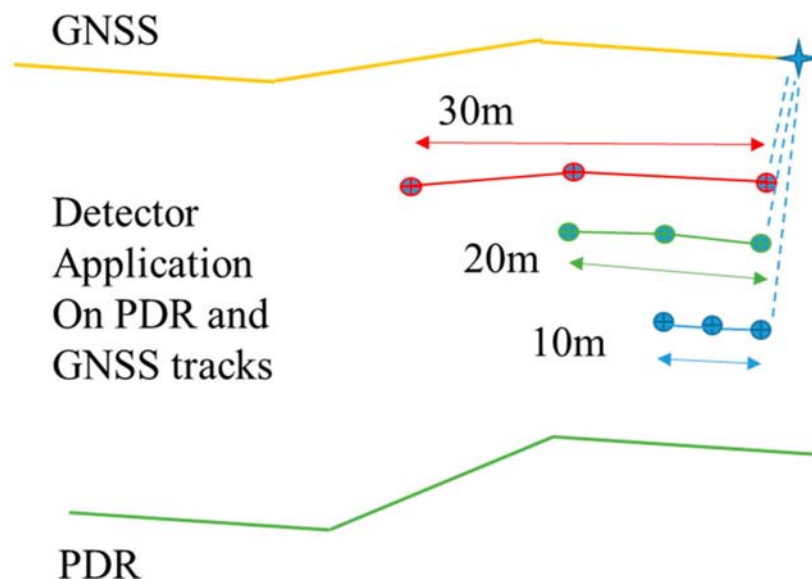 GNSS
30m
Detector
Application
On PDR and
GNSS tracks
20m
10m
PDR